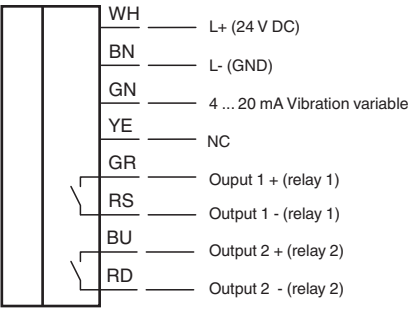 WH L+ (24 V DC)
BN L- (GND)
GN 4 ... 20 mA Vibration variable
YE NC
GR Ouput 1 + (relay 1)
RS Output 1 - (relay 1)
BU Output 2 + (relay 2)
RD Output 2 - (relay 2)